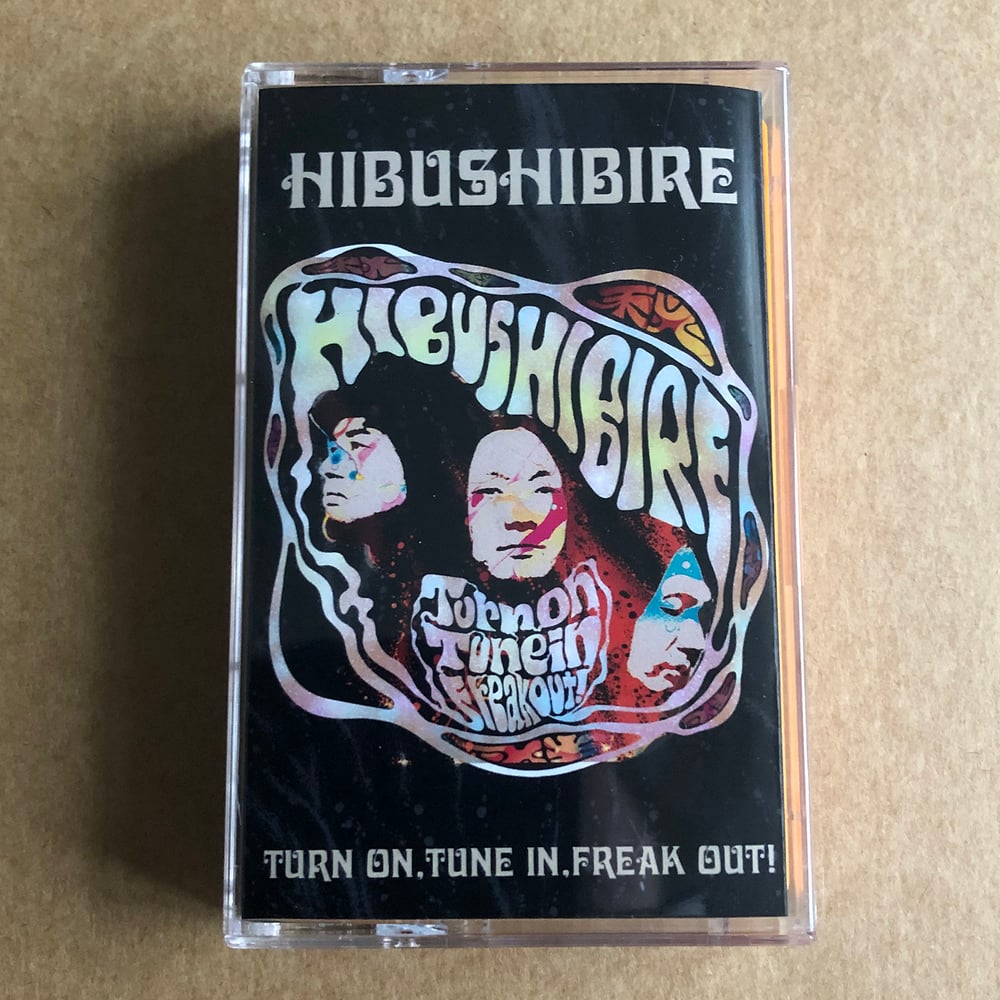 HIBUSHIBIRE
HIBUSHIBIRE
Turn on
Tune in
Freak out!
TURN ON,TUNE IN,FREAK OUT!